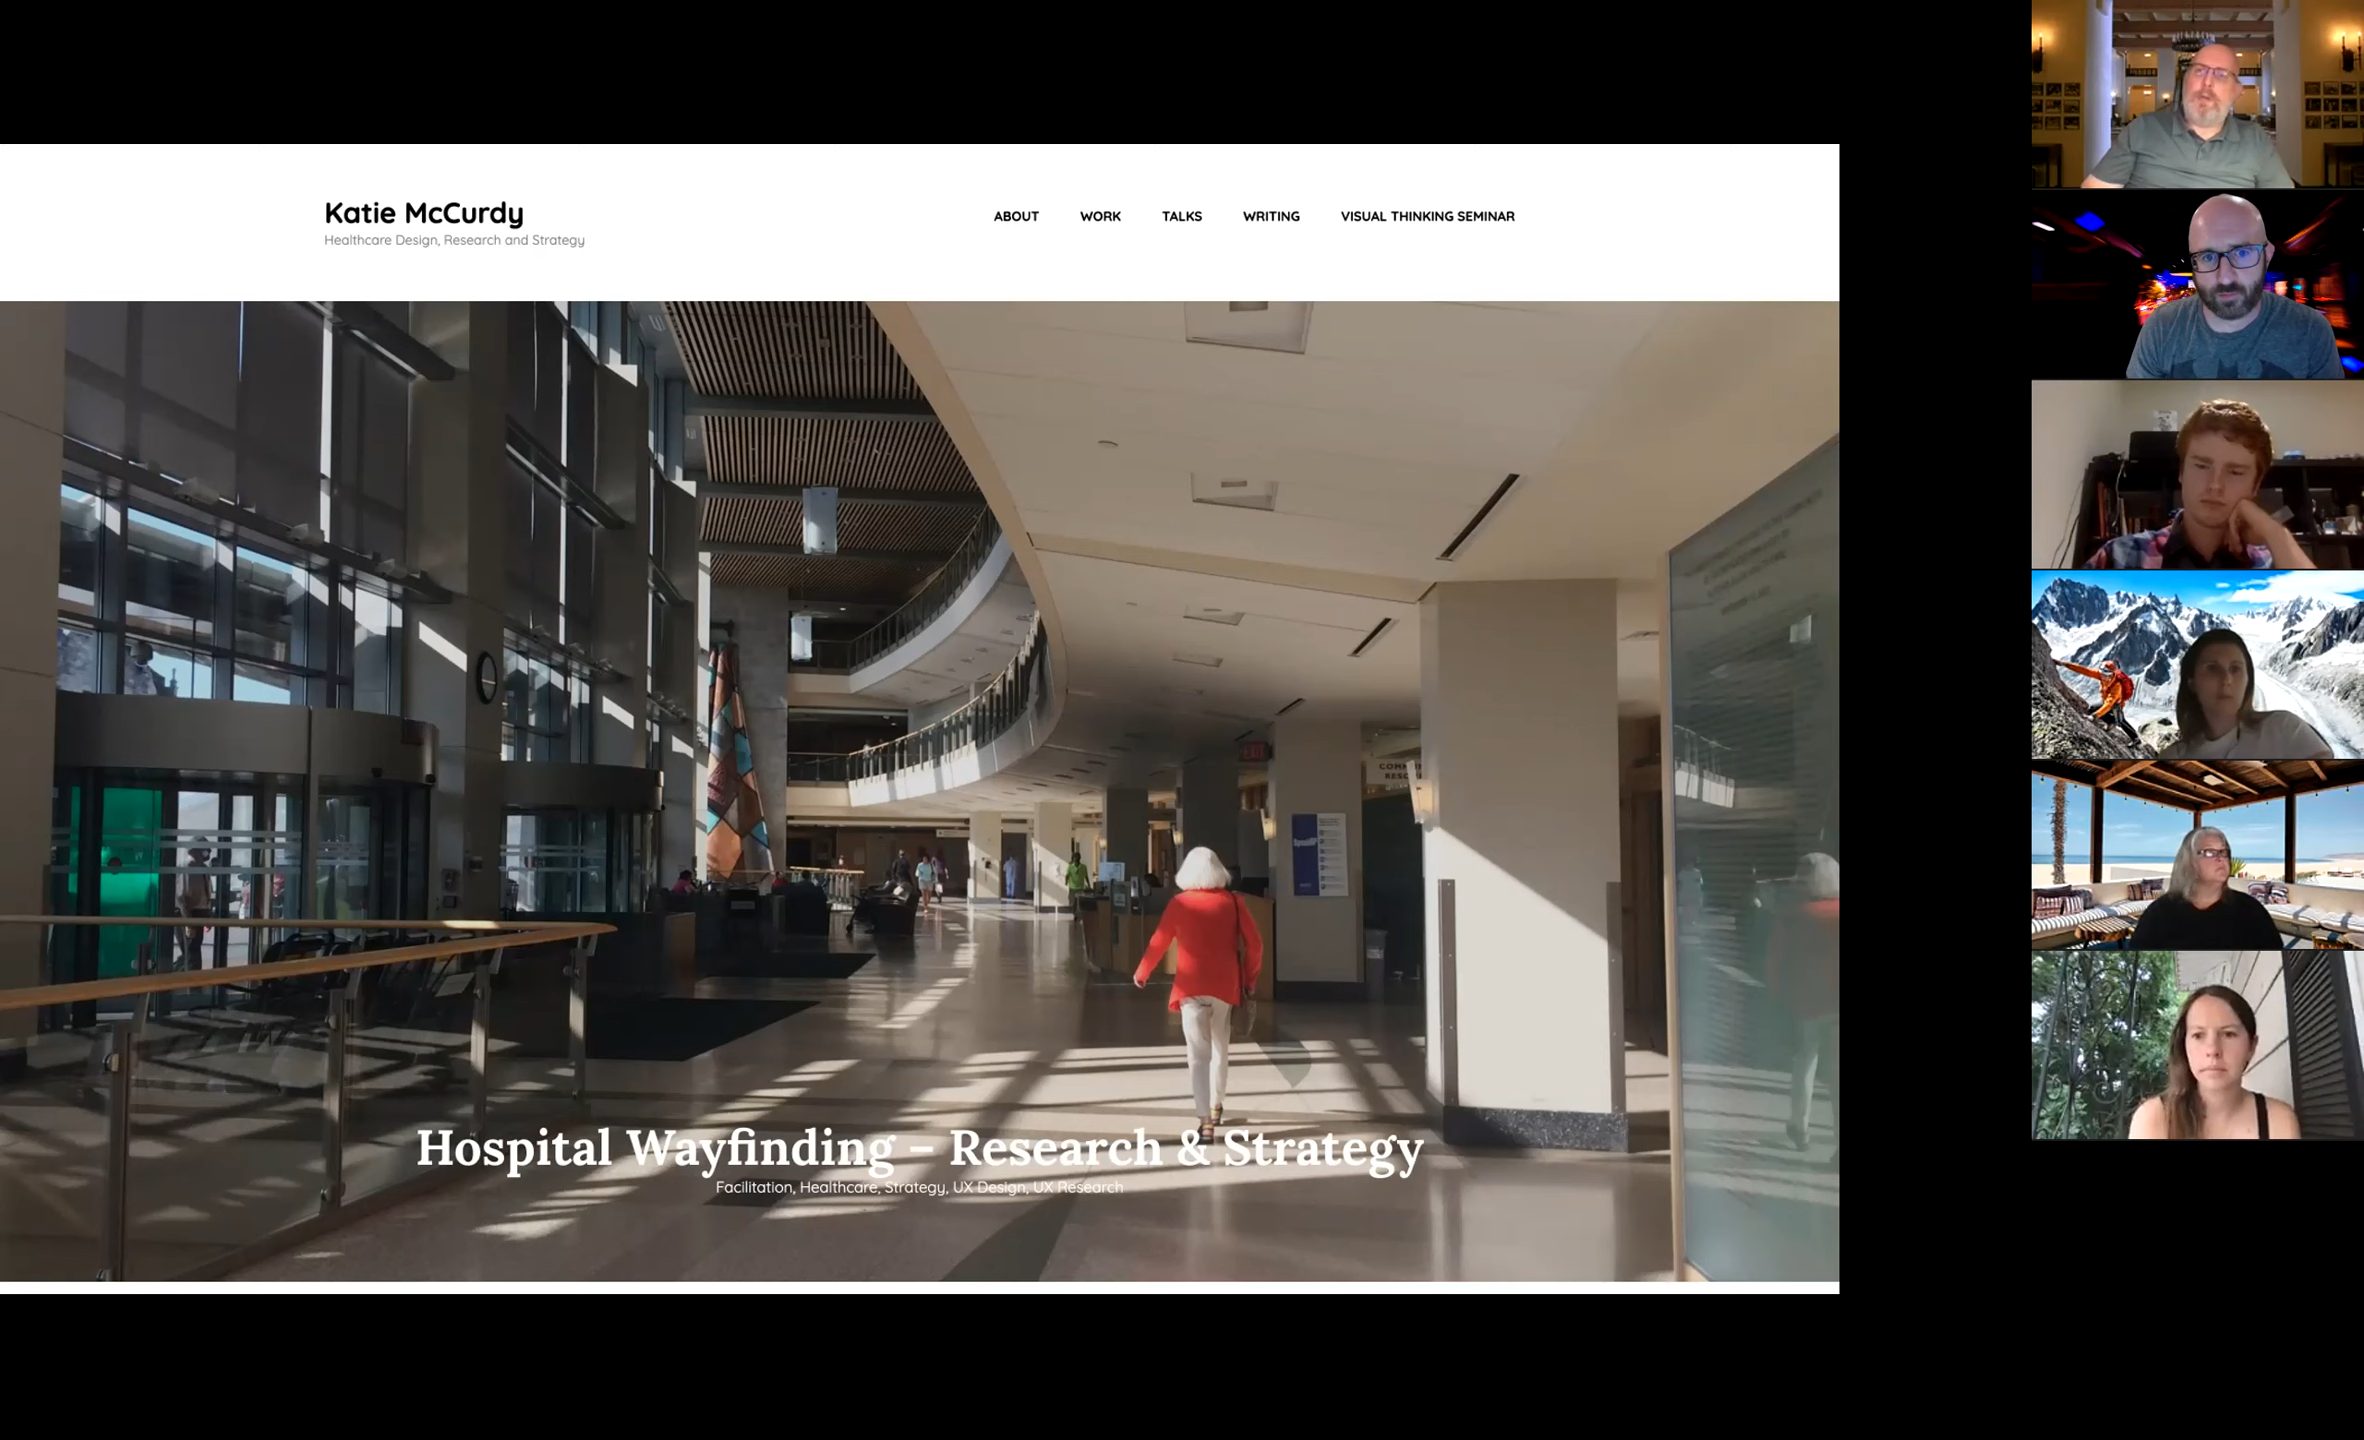 Katie McCurdy
Healthcare Design, Research and Strategy
ABOUT
WORK
TALKS
WRITING
VISUAL THINKING SEMINAR
Hospital Wayfinding – Research & Strategy
Facilitation, Healthcare, Strategy, UX Design, UX Research